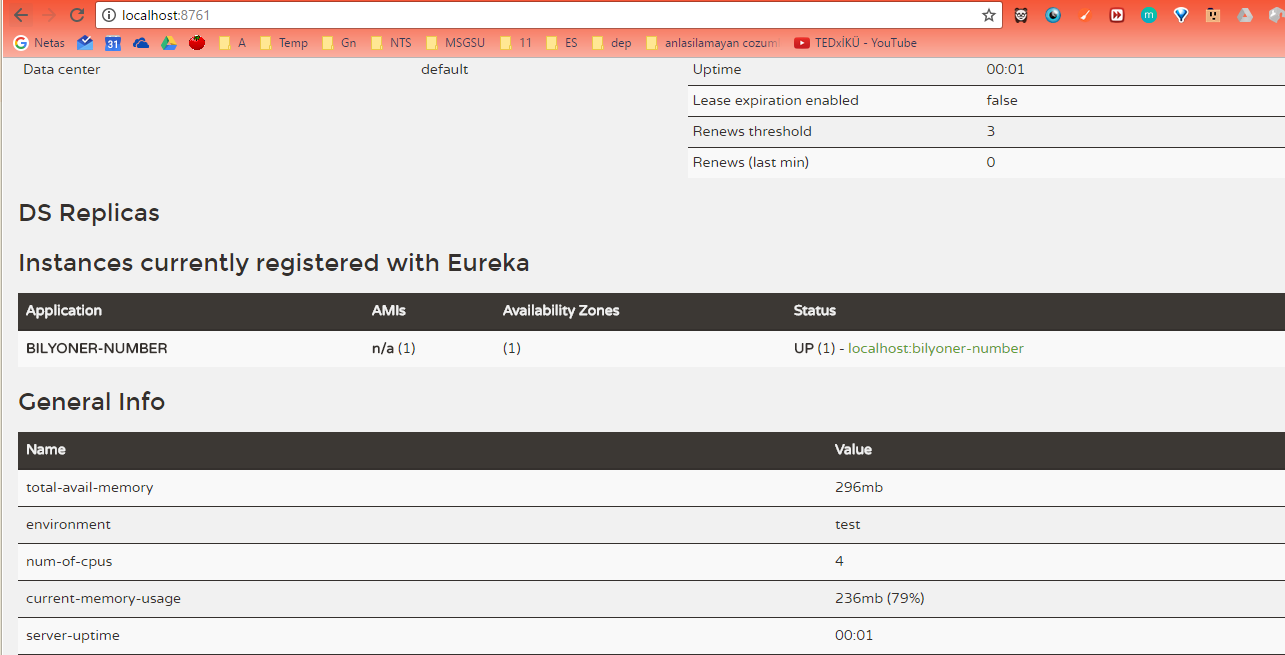 localhost:8761
Netas 31 A Temp Gn NTS MSGSU 11 ES dep anlasilamayan cozum TEDxİKÜ - YouTube
Data center default Uptime 00:01
Lease expiration enabled false
Renews threshold 3
Renews (last min) 0
DS Replicas
Instances currently registered with Eureka
Application AMIs Availability Zones Status
BILYONER-NUMBER n/a (1) (1) UP (1) - localhost:bilyoner-number
General Info
Name Value
total-avail-memory 296mb
environment test
num-of-cpus 4
current-memory-usage 236mb (79%)
server-uptime 00:01